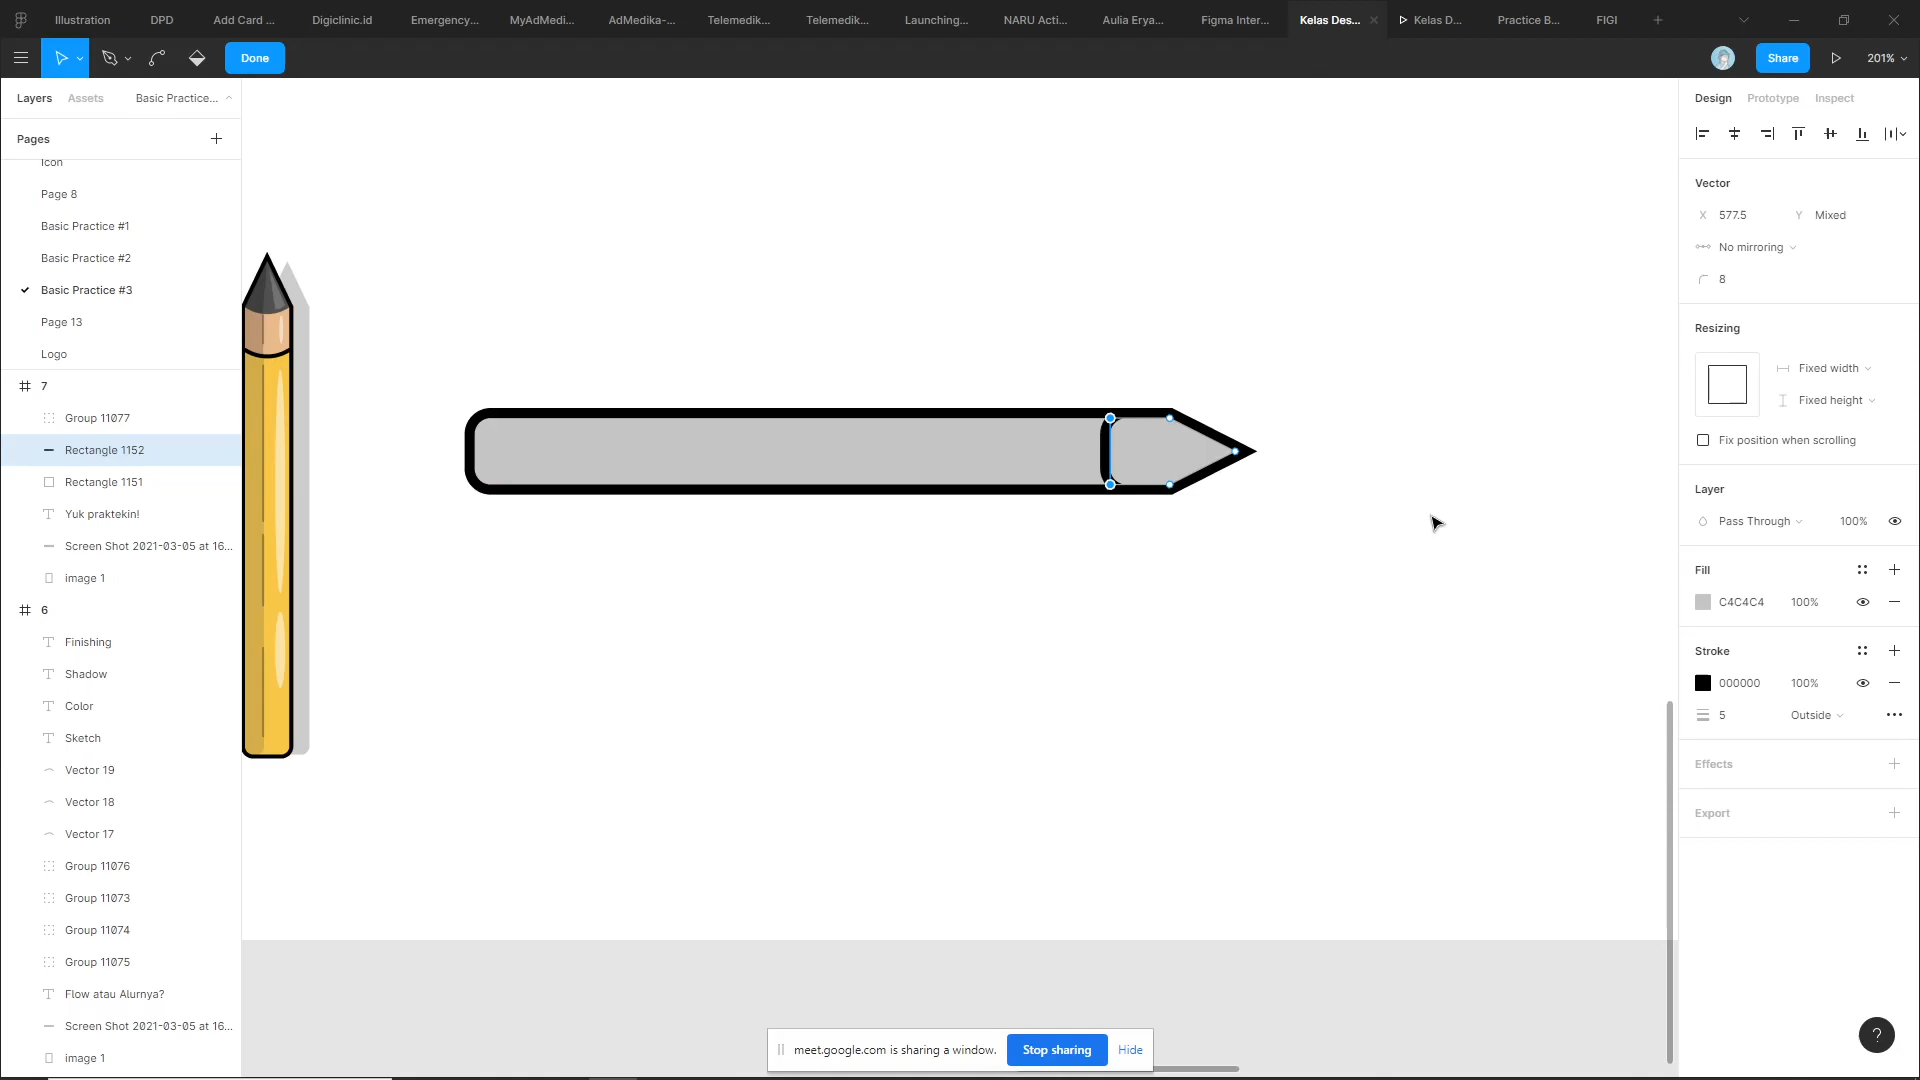 Illustration
DPD
Add Card ...
Digiclinic.id
Emergency...
MyAdMedi...
AdMedika-...
Telemedik...
Telemedik...
Launching...
NARU Acti...
Aulia Erya...
Figma Inter...
Kelas Des...
Kelas D...
Practice B...
FIGI
Done
Share
201%
Layers
Assets
Basic Practice...
Pages
Icon
Page 8
Basic Practice #1
Basic Practice #2
Basic Practice #3
Page 13
Logo
7
Group 11077
Rectangle 1152
Rectangle 1151
Yuk praktekin!
Screen Shot 2021-03-05 at 16...
image 1
6
Finishing
Shadow
Color
Sketch
Vector 19
Vector 18
Vector 17
Group 11076
Group 11073
Group 11074
Group 11075
Flow atau Alurnya?
Screen Shot 2021-03-05 at 16...
image 1
Design
Prototype
Inspect
Vector
X 577.5 Y Mixed
No mirroring
8
Resizing
Fixed width
Fixed height
Fix position when scrolling
Layer
Pass Through 100%
Fill
C4C4C4 100%
Stroke
000000 100%
5 Outside
Effects
Export
?
meet.google.com is sharing a window.
Stop sharing
Hide